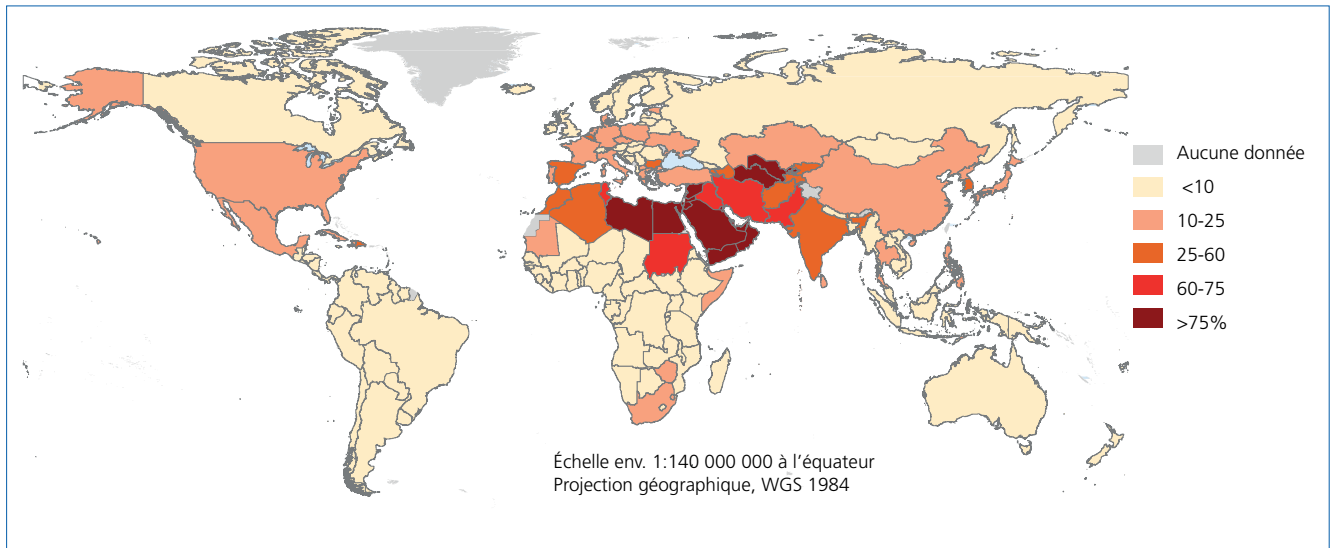 Aucune donnée
<10
10-25
25-60
60-75
>75%
Échelle env. 1:140 000 000 à l'équateur
Projection géographique, WGS 1984